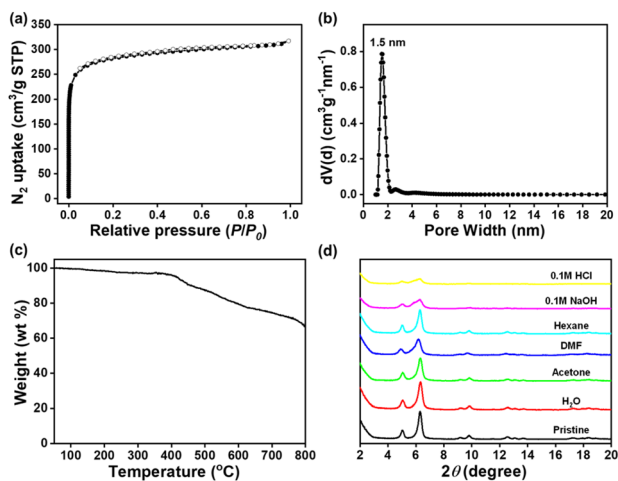 (a)
350
300
250
200
150
100
50
0
N₂ uptake (cm³/g STP)
0.0 0.2 0.4 0.6 0.8 1.0
Relative pressure (P/P₀)
(b)
1.5 nm
0.8
0.4
0.0
dV(d) (cm³g⁻¹nm⁻¹)
0 2 4 6 8 10 12 14 16 18 20
Pore Width (nm)
(c)
100
80
60
40
20
0
Weight (wt %)
100 200 300 400 500 600 700 800
Temperature (°C)
(d)
0.1M HCl
0.1M NaOH
Hexane
DMF
Acetone
H₂O
Pristine
2 4 6 8 10 12 14 16 18 20
2θ (degree)